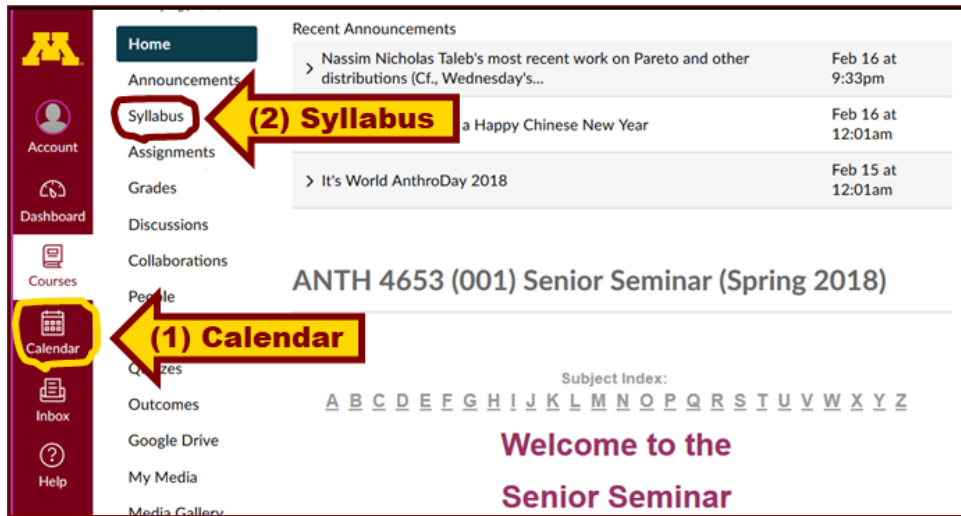 Account
Dashboard
Courses
Calendar
Inbox
Help
Home
Announcements
Syllabus
Assignments
Grades
Discussions
Collaborations
People
Outcomes
Google Drive
My Media
Media Gallery
(2) Syllabus
(1) Calendar
Recent Announcements
Nassim Nicholas Taleb's most recent work on Pareto and other
distributions (Cf., Wednesday's...
Feb 16 at
9:33pm
a Happy Chinese New Year
Feb 16 at
12:01am
It's World AnthroDay 2018
Feb 15 at
12:01am
ANTH 4653 (001) Senior Seminar (Spring 2018)
Subject Index:
A B C D E F G H I J K L M N O P Q R S T U V W X Y Z
Welcome to the
Senior Seminar